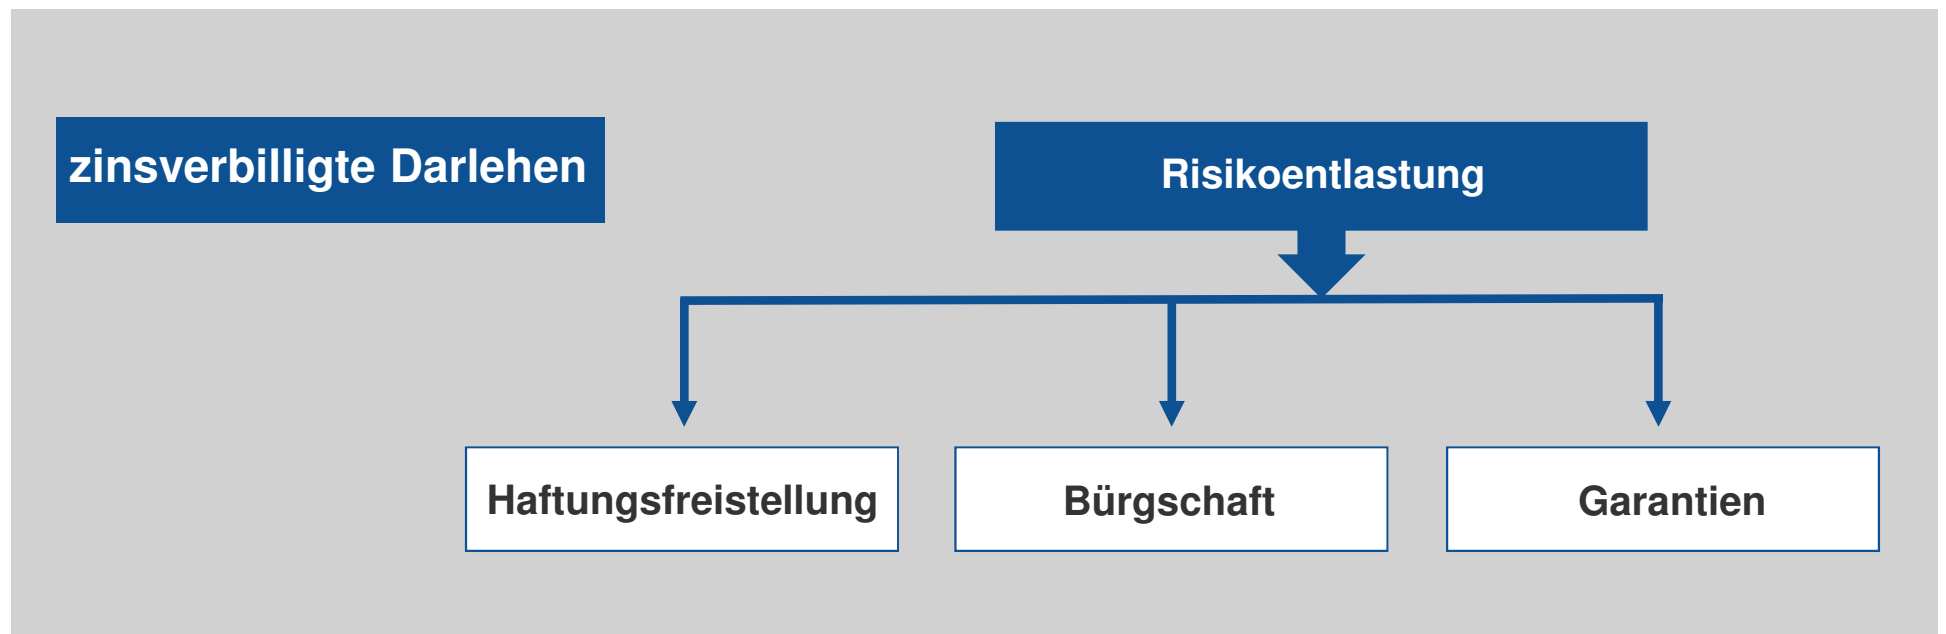 zinsverbilligte Darlehen
Risikoentlastung
Haftungsfreistellung
Bürgschaft
Garantien